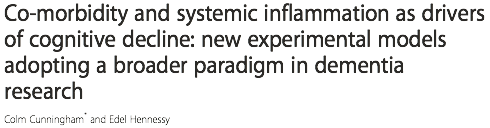 Co-morbidity and systemic inflammation as drivers
of cognitive decline: new experimental models
adopting a broader paradigm in dementia
research
Colm Cunningham* and Edel Hennessy